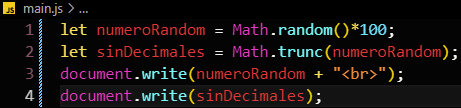 JS main.js > ...
1 let numeroRandom = Math.random()*100;
2 let sinDecimales = Math.trunc(numeroRandom);
3 document.write(numeroRandom + "<br>");
4 document.write(sinDecimales);